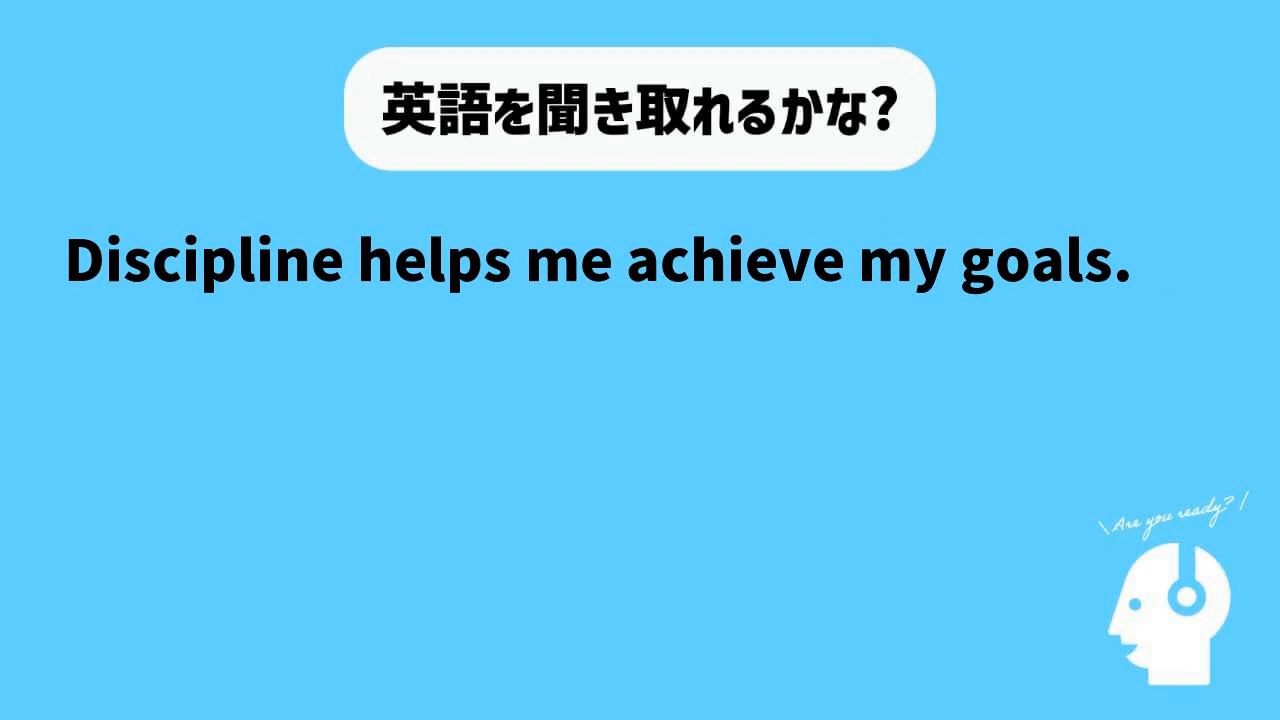 英語を聞き取れるかな?
Discipline helps me achieve my goals.
\ Are you ready? /